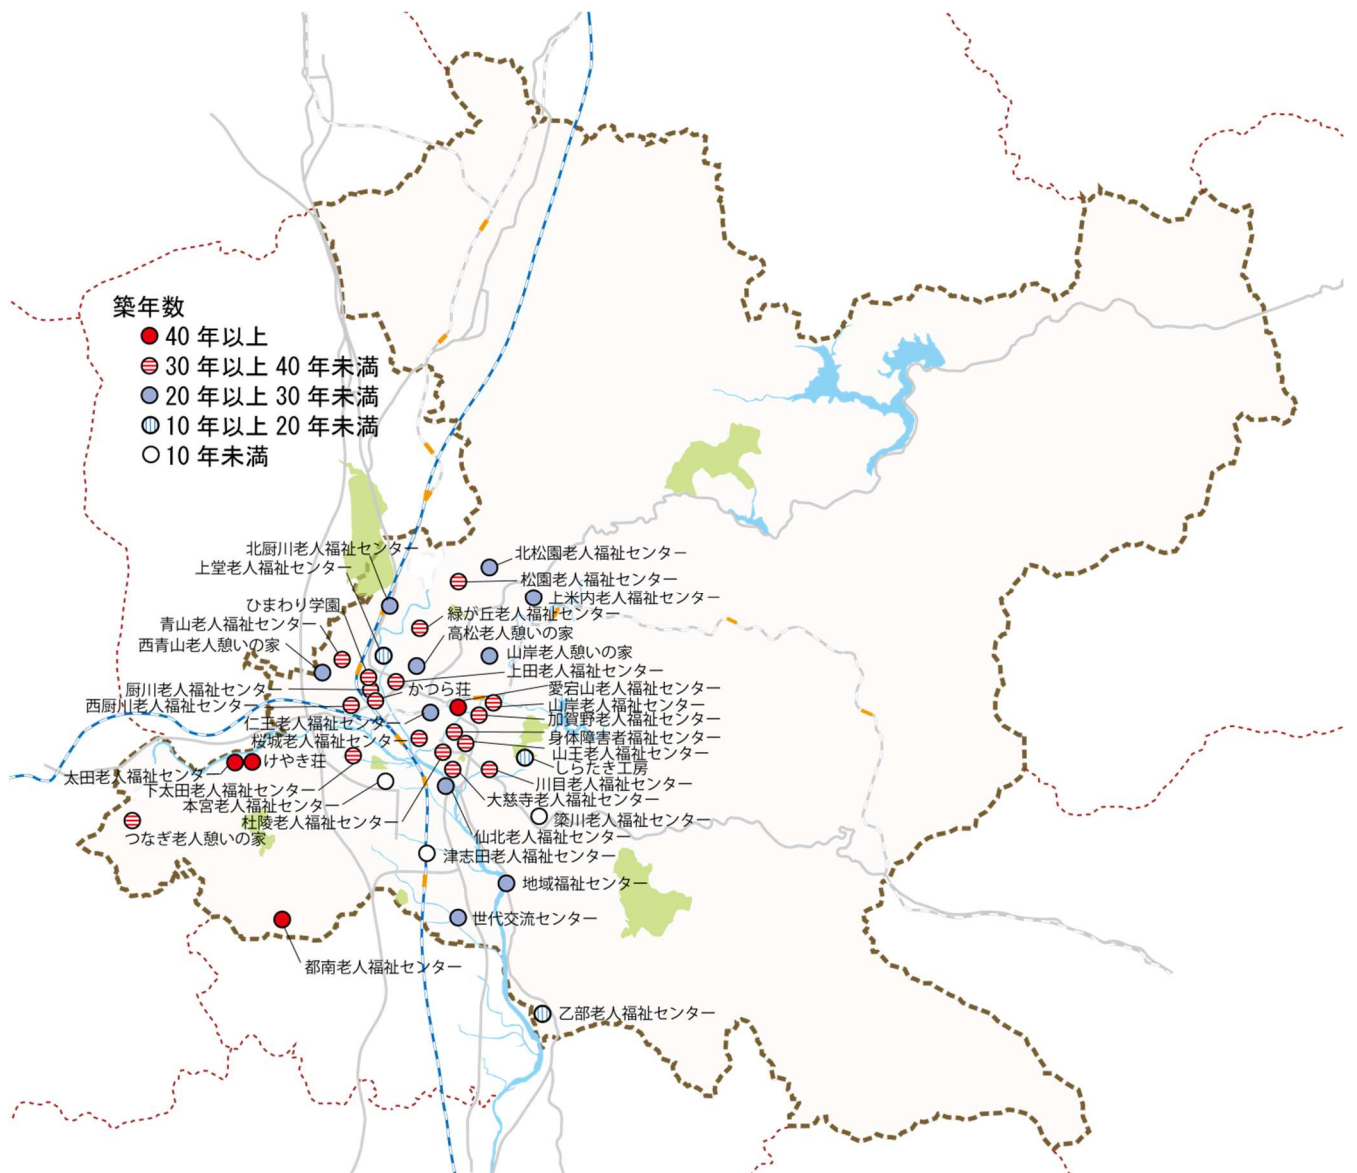 築年数
40 年以上
30 年以上 40 年未満
20 年以上 30 年未満
10 年以上 20 年未満
10 年未満
北厨川老人福祉センター
上堂老人福祉センター
ひまわり学園
青山老人福祉センター
西青山老人憩いの家
厨川老人福祉センター
西厨川老人福祉センター
かつら荘
仁王老人福祉センター
桜城老人福祉センター
けやき荘
太田老人福祉センター
下太田老人福祉センター
本宮老人福祉センター
杜陵老人福祉センター
つなぎ老人憩いの家
都南老人福祉センター
北松園老人福祉センター
松園老人福祉センター
上米内老人福祉センター
緑が丘老人福祉センター
高松老人憩いの家
山岸老人憩いの家
上田老人福祉センター
愛宕山老人福祉センター
山岸老人福祉センター
加賀野老人福祉センター
身体障害者福祉センター
山王老人福祉センター
しらたき工房
川目老人福祉センター
大慈寺老人福祉センター
簗川老人福祉センター
仙北老人福祉センター
津志田老人福祉センター
地域福祉センター
世代交流センター
乙部老人福祉センター